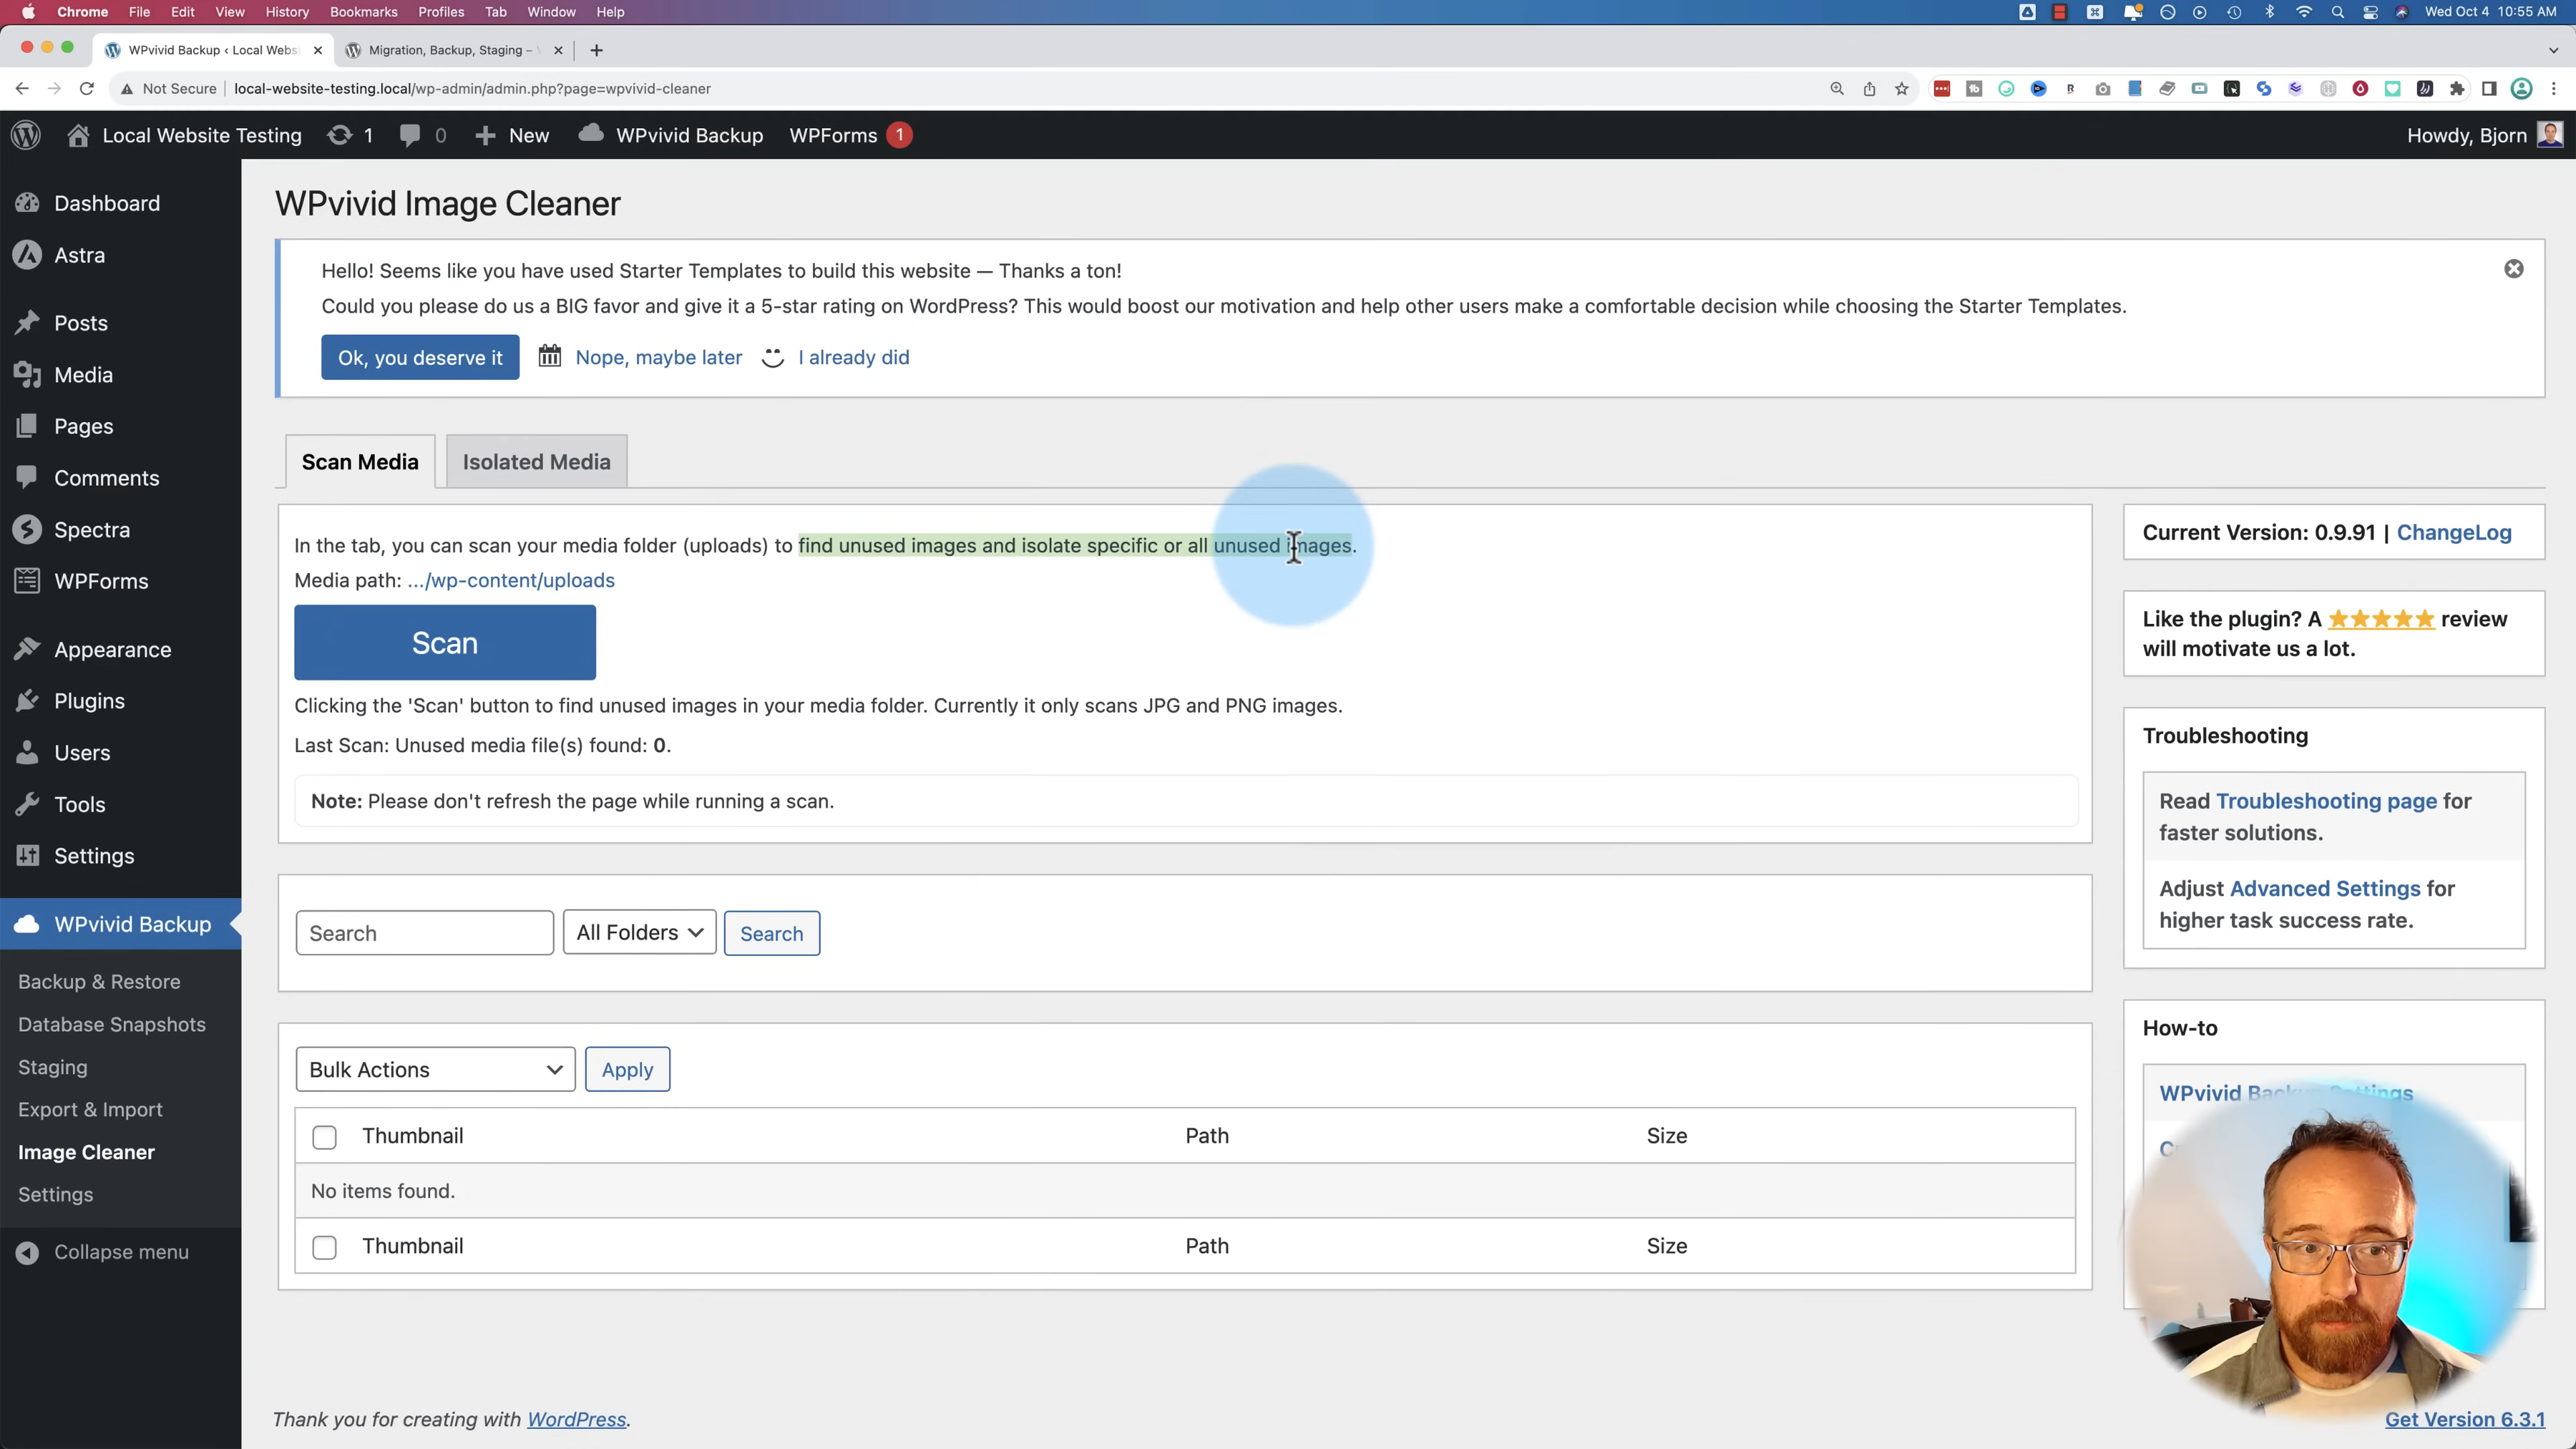 Chrome File Edit View History Bookmarks Profiles Tab Window Help Wed Oct 4 10:55 AM
WPvivid Backup ‹ Local Websi Migration, Backup, Staging –
Not Secure local-website-testing.local/wp-admin/admin.php?page=wpvivid-cleaner
Local Website Testing 1 0 New WPvivid Backup WPForms 1 Howdy, Bjorn
Dashboard
Astra
Posts
Media
Pages
Comments
Spectra
WPForms
Appearance
Plugins
Users
Tools
Settings
WPvivid Backup
Backup & Restore
Database Snapshots
Staging
Export & Import
Image Cleaner
Settings
Collapse menu
WPvivid Image Cleaner
Hello! Seems like you have used Starter Templates to build this website — Thanks a ton!
Could you please do us a BIG favor and give it a 5-star rating on WordPress? This would boost our motivation and help other users make a comfortable decision while choosing the Starter Templates.
Ok, you deserve it Nope, maybe later I already did
Scan Media Isolated Media
In the tab, you can scan your media folder (uploads) to find unused images and isolate specific or all unused images.
Media path: .../wp-content/uploads
Scan
Clicking the 'Scan' button to find unused images in your media folder. Currently it only scans JPG and PNG images.
Last Scan: Unused media file(s) found: 0.
Note: Please don't refresh the page while running a scan.
Search All Folders Search
Bulk Actions Apply
Thumbnail Path Size
No items found.
Thumbnail Path Size
Current Version: 0.9.91 | ChangeLog
Like the plugin? A ★★★★★ review
will motivate us a lot.
Troubleshooting
Read Troubleshooting page for
faster solutions.
Adjust Advanced Settings for
higher task success rate.
How-to
WPvivid Backup Settings
Thank you for creating with WordPress.
Get Version 6.3.1